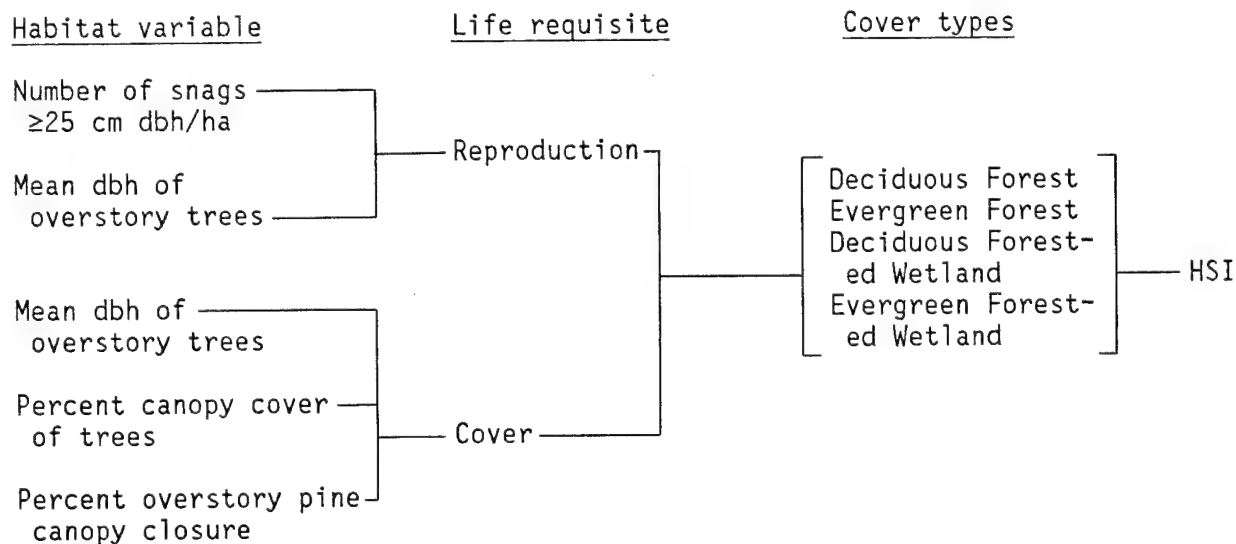 Habitat variable Life requisite Cover types
Number of snags
≥25 cm dbh/ha
Reproduction
Mean dbh of
overstory trees
Deciduous Forest
Evergreen Forest
Deciduous Forest-
ed Wetland
Evergreen Forest-
ed Wetland
HSI
Mean dbh of
overstory trees
Percent canopy cover
of trees
Cover
Percent overstory pine
canopy closure